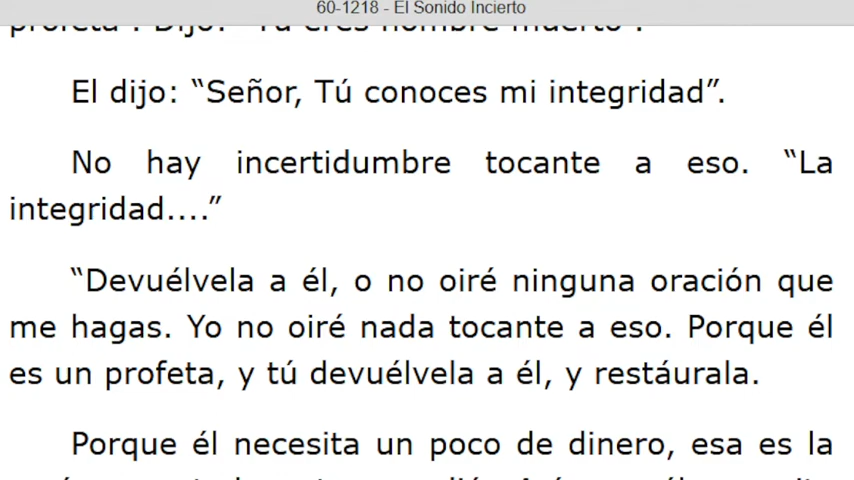 60-1218 - El Sonido Incierto
El dijo: “Señor, Tú conoces mi integridad”.
No hay incertidumbre tocante a eso. “La
integridad....”
“Devuélvela a él, o no oiré ninguna oración que
me hagas. Yo no oiré nada tocante a eso. Porque él
es un profeta, y tú devuélvela a él, y restáurala.
Porque él necesita un poco de dinero, esa es la